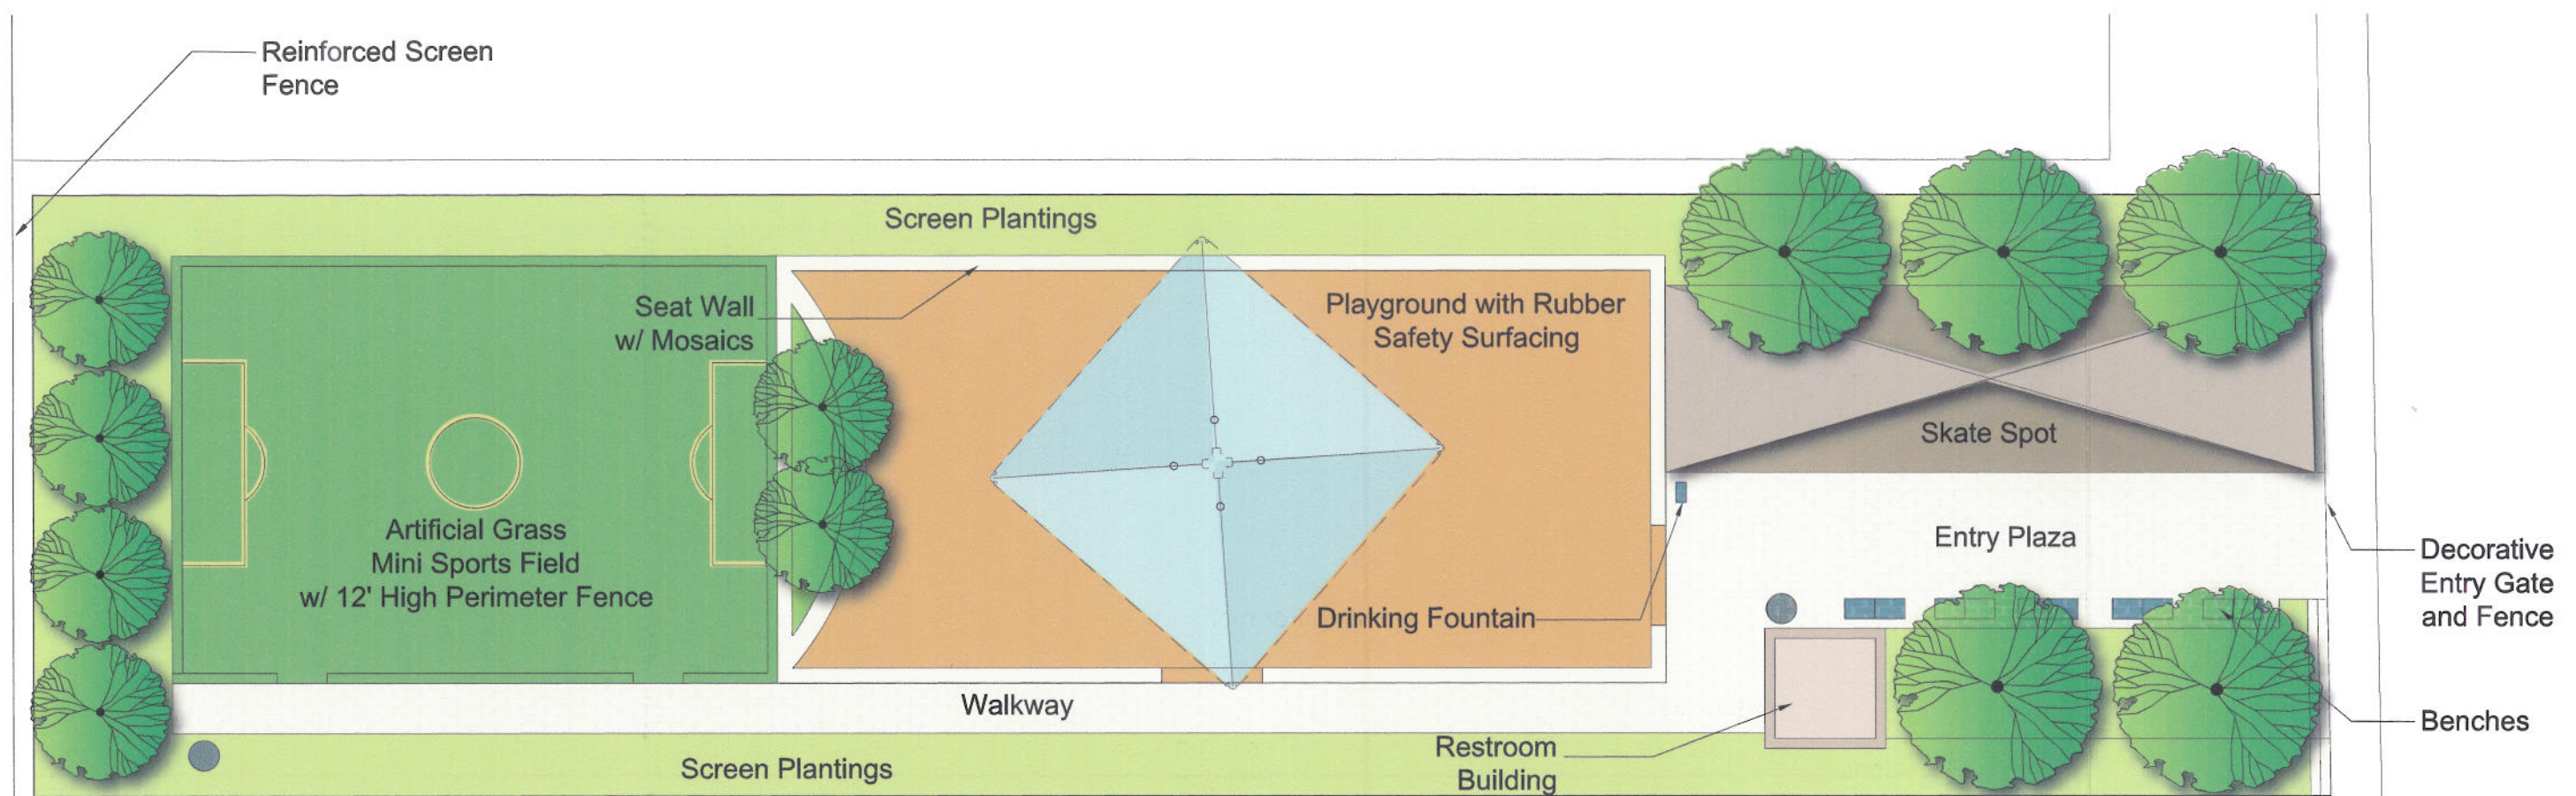 Reinforced Screen
Fence
Screen Plantings
Seat Wall
w/ Mosaics
Playground with Rubber
Safety Surfacing
Skate Spot
Artificial Grass
Mini Sports Field
w/ 12' High Perimeter Fence
Entry Plaza
Decorative
Entry Gate
and Fence
Drinking Fountain
Walkway
Benches
Restroom
Building
Screen Plantings